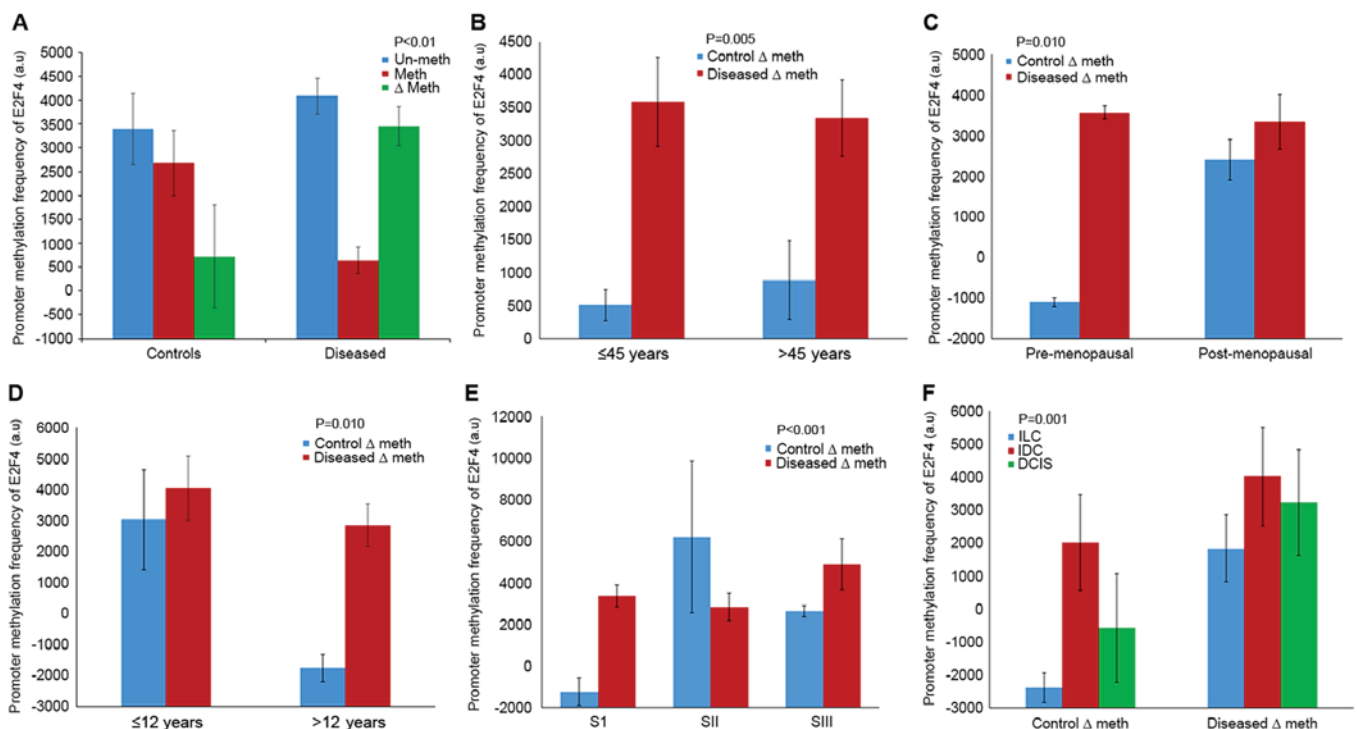 A
Promoter methylation frequency of E2F4 (a.u)
5000
4500
4000
3500
3000
2500
2000
1500
1000
500
0
-500
-1000
P<0.01
Un-meth
Meth
Δ Meth
Controls
Diseased
B
Promoter methylation frequency of E2F4 (a.u)
4500
4000
3500
3000
2500
2000
1500
1000
500
0
P=0.005
Control Δ meth
Diseased Δ meth
≤45 years
>45 years
C
Promoter methylation frequency of E2F4 (a.u)
5000
4000
3000
2000
1000
0
-1000
-2000
P=0.010
Control Δ meth
Diseased Δ meth
Pre-menopausal
Post-menopausal
D
Promoter methylation frequency of E2F4 (a.u)
6000
5000
4000
3000
2000
1000
0
-1000
-2000
-3000
P=0.010
Control Δ meth
Diseased Δ meth
≤12 years
>12 years
E
Promoter methylation frequency of E2F4 (a.u)
12000
10000
8000
6000
4000
2000
0
-2000
P<0.001
Control Δ meth
Diseased Δ meth
S1
SII
SIII
F
Promoter methylation frequency of E2F4 (a.u)
6000
5000
4000
3000
2000
1000
0
-1000
-2000
-3000
P=0.001
ILC
IDC
DCIS
Control Δ meth
Diseased Δ meth